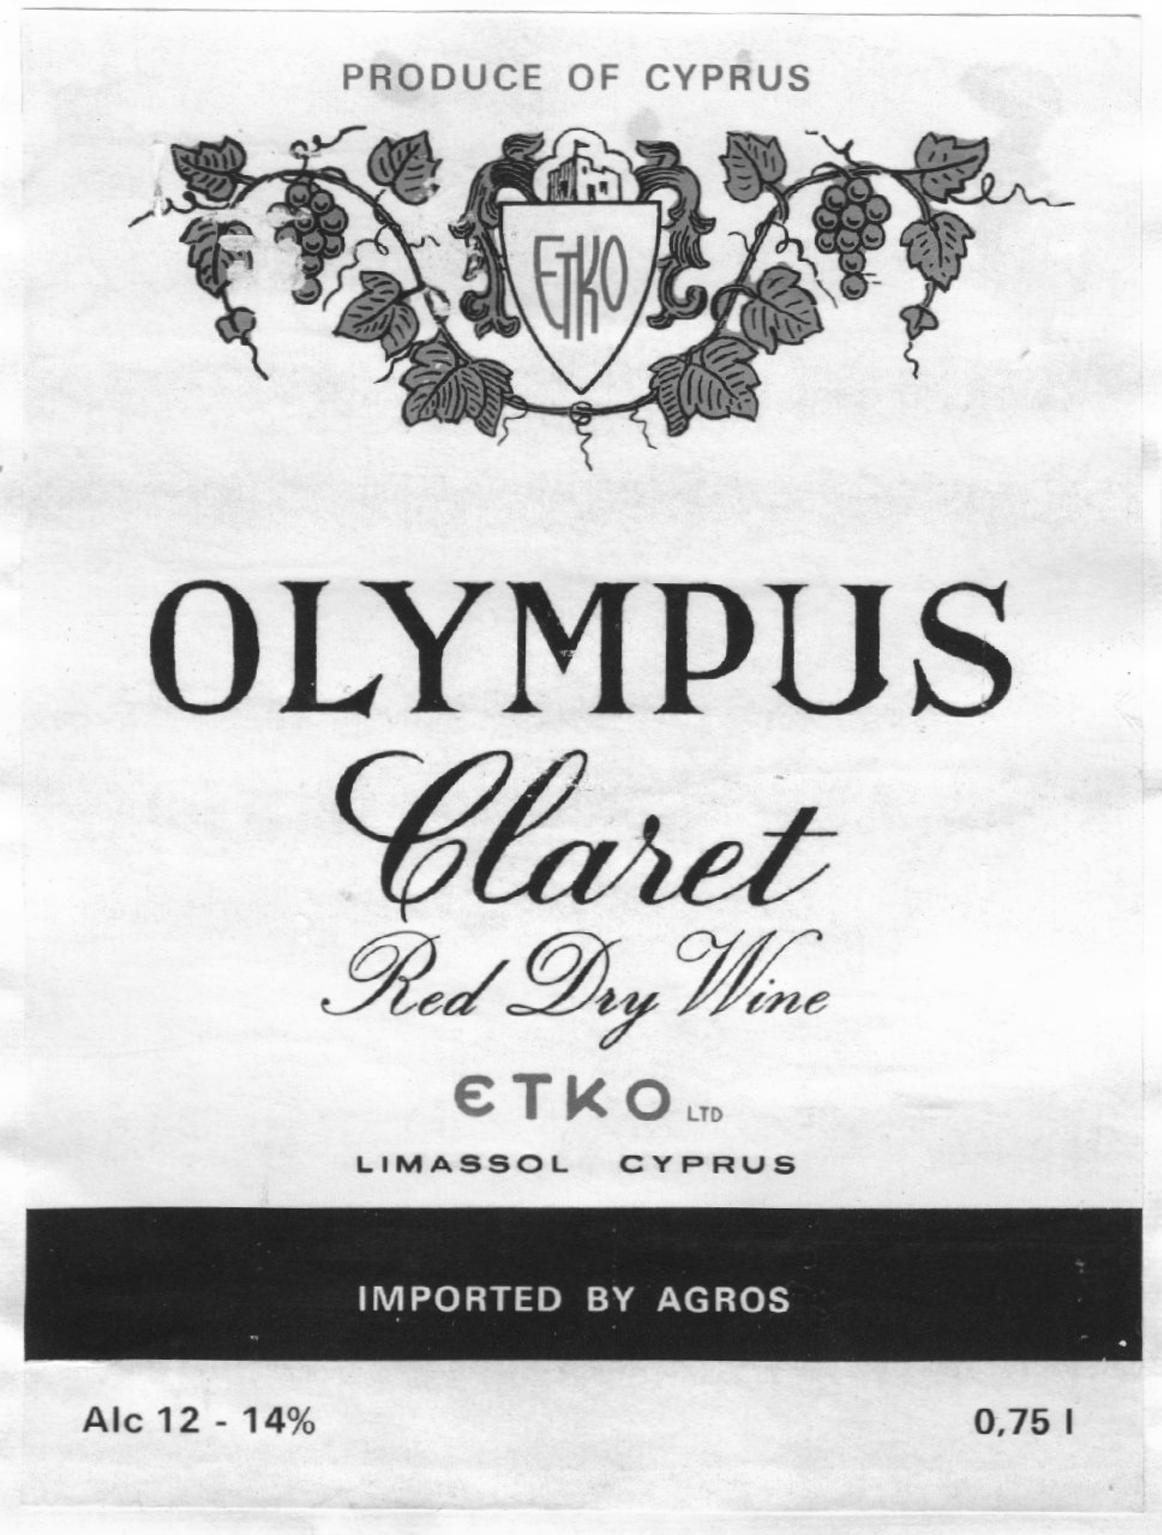 PRODUCE OF CYPRUS
ETKO
OLYMPUS
Claret
Red Dry Wine
ETKO LTD
LIMASSOL CYPRUS
IMPORTED BY AGROS
Alc 12 - 14%
0,75 l